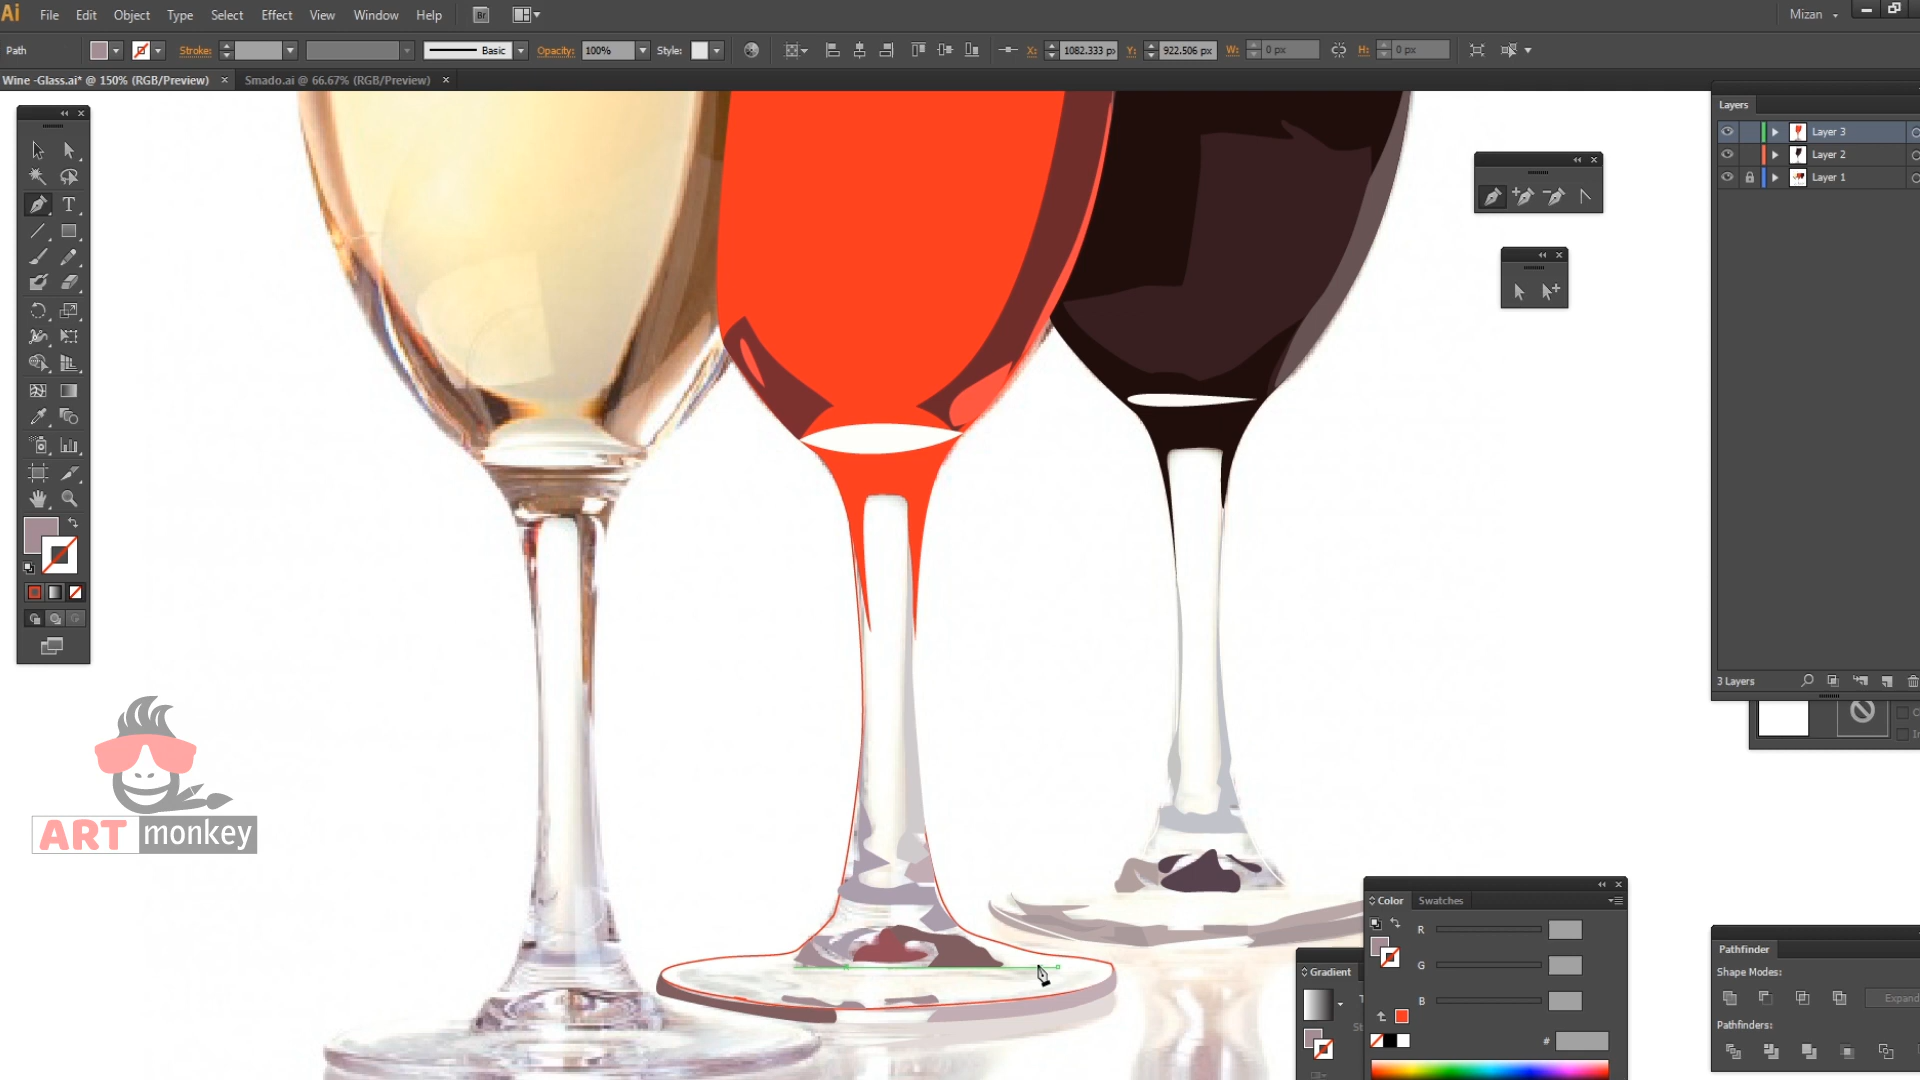 Ai File Edit Object Type Select Effect View Window Help Br Mizan
Path Stroke: Basic Opacity: 100% Style: X: 1082.333 px Y: 922.506 px W: 0 px H: 0 px
Wine -Glass.ai* @ 150% (RGB/Preview) × Smado.ai @ 66.67% (RGB/Preview) ×
Layers
Layer 3
Layer 2
Layer 1
3 Layers
ART monkey
Color Swatches
R
G
B
#
Gradient
Pathfinder
Shape Modes:
Expand
Pathfinders: